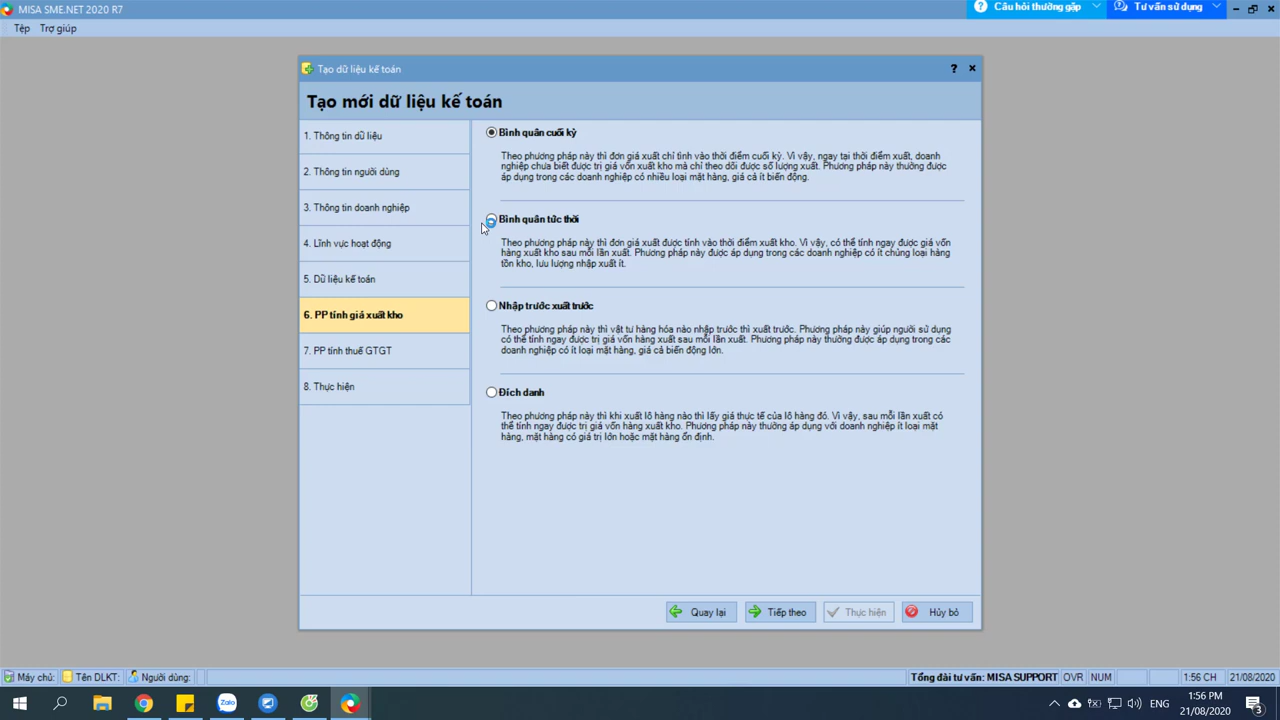 MISA SME.NET 2020 R7
Câu hỏi thường gặp
Tư vấn sử dụng
Tệp
Trợ giúp
Tạo dữ liệu kế toán
?
Tạo mới dữ liệu kế toán
1. Thông tin dữ liệu
2. Thông tin người dùng
3. Thông tin doanh nghiệp
4. Lĩnh vực hoạt động
5. Dữ liệu kế toán
6. PP tính giá xuất kho
7. PP tính thuế GTGT
8. Thực hiện
Bình quân cuối kỳ
Theo phương pháp này thì đơn giá xuất chỉ tính vào thời điểm cuối kỳ. Vì vậy, ngay tại thời điểm xuất, doanh
nghiệp chưa biết được trị giá vốn xuất kho mà chỉ theo dõi được số lượng xuất. Phương pháp này thường được
áp dụng trong các doanh nghiệp có nhiều loại mặt hàng, giá cả ít biến động.
Bình quân tức thời
Theo phương pháp này thì đơn giá xuất được tính vào thời điểm xuất kho. Vì vậy, có thể tính ngay được giá vốn
hàng xuất kho sau mỗi lần xuất. Phương pháp này được áp dụng trong các doanh nghiệp có ít chủng loại hàng
tồn kho, lưu lượng nhập xuất ít.
Nhập trước xuất trước
Theo phương pháp này thì vật tư hàng hóa nào nhập trước thì xuất trước. Phương pháp này giúp người sử dụng
có thể tính ngay được trị giá vốn hàng xuất sau mỗi lần xuất. Phương pháp này thường được áp dụng trong các
doanh nghiệp có ít loại mặt hàng, giá cả biến động lớn.
Đích danh
Theo phương pháp này thì khi xuất lô hàng nào thì lấy giá thực tế của lô hàng đó. Vì vậy, sau mỗi lần xuất có
thể tính ngay được trị giá vốn hàng xuất kho. Phương pháp này thường áp dụng với doanh nghiệp ít loại mặt
hàng, mặt hàng có giá trị lớn hoặc mặt hàng ổn định.
Quay lại
Tiếp theo
Thực hiện
Hủy bỏ
Máy chủ:
Tên DLKT:
Người dùng:
Tổng đài tư vấn: MISA SUPPORT
OVR
NUM
1:56 CH
21/08/2020
Zalo
ENG
1:56 PM
21/08/2020
3